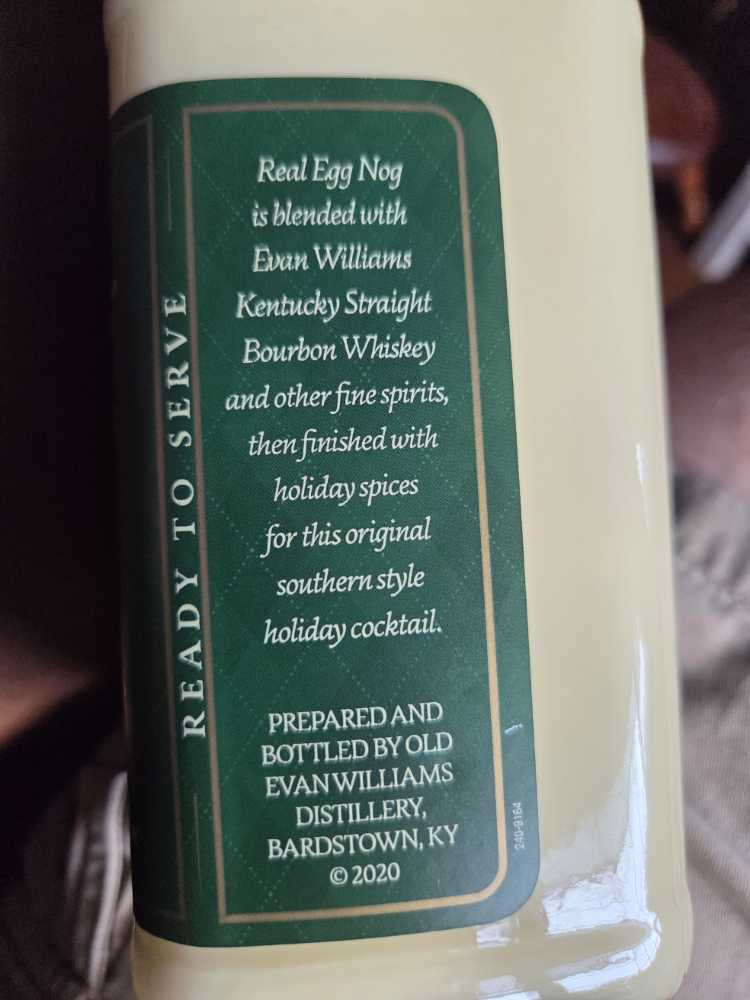 Real Egg Nog
is blended with
Evan Williams
Kentucky Straight
Bourbon Whiskey
and other fine spirits,
then finished with
holiday spices
for this original
southern style
holiday cocktail.
PREPARED AND
BOTTLED BY OLD
EVAN WILLIAMS
DISTILLERY,
BARDSTOWN, KY
© 2020
READY TO SERVE
240-9164